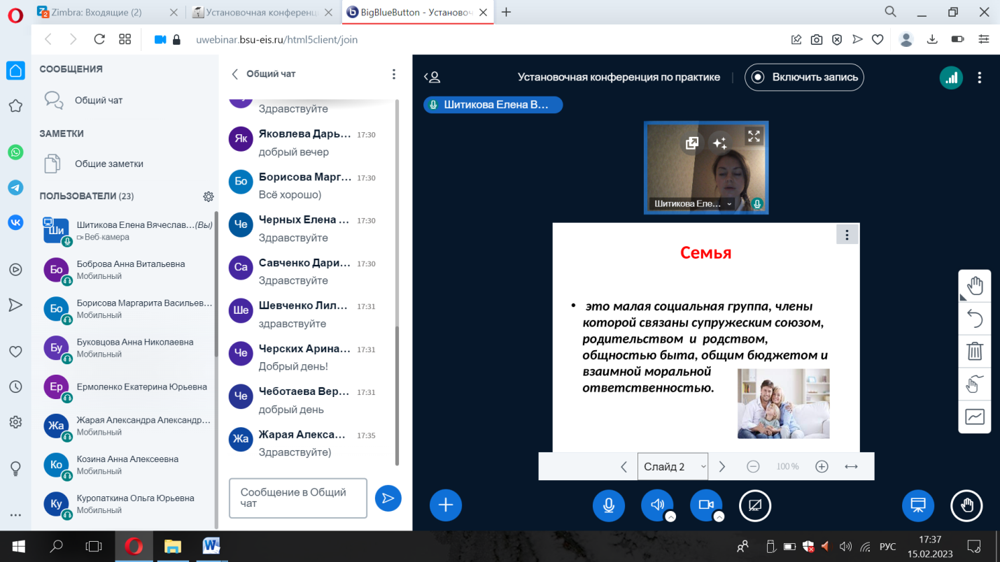 Zimbra: Входящие (2)
Установочная конференц
BigBlueButton - Установоч
uwebinar.bsu-eis.ru/html5client/join
СООБЩЕНИЯ
Общий чат
ЗАМЕТКИ
Общие заметки
ПОЛЬЗОВАТЕЛИ (23)
Ши
Шитикова Елена Вячеслав... (Вы)
Веб-камера
Бо
Боброва Анна Витальевна
Мобильный
Бо
Борисова Маргарита Васильев...
Мобильный
Бу
Буковцова Анна Николаевна
Мобильный
Ер
Ермоленко Екатерина Юрьевна
Жа
Жарая Александра Александр...
Мобильный
Ко
Козина Анна Алексеевна
Мобильный
Ку
Куропаткина Ольга Юрьевна
Мобильный
Общий чат
Здравствуйте
Як
Яковлева Дарь... 17:30
добрый вечер
Бо
Борисова Марг... 17:30
Всё хорошо)
Че
Черных Елена ... 17:30
Здравствуйте
Са
Савченко Дари... 17:30
Здравствуйте
Ше
Шевченко Лил... 17:31
здравствуйте
Че
Черских Арина... 17:31
Добрый день!
Че
Чеботаева Вер... 17:31
добрый день
Жа
Жарая Алекса... 17:35
Здравствуйте)
Сообщение в Общий
чат
Установочная конференция по практике
Включить запись
Шитикова Елена В...
Шитикова Еле...
Семья
• это малая социальная группа, члены
которой связаны супружеским союзом,
родительством и родством,
общностью быта, общим бюджетом и
взаимной моральной
ответственностью.
Слайд 2
100 %
РУС
17:37
15.02.2023